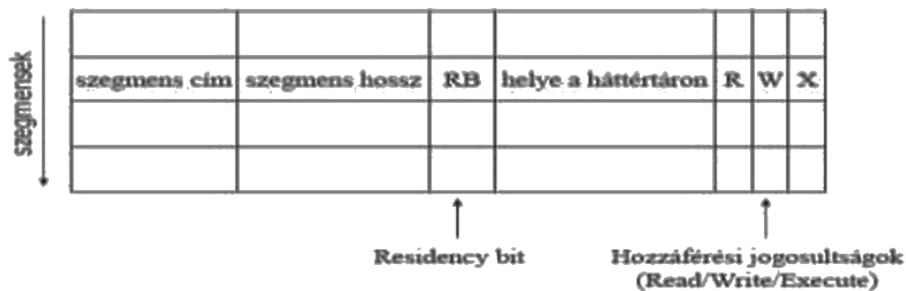 szegmensek
szegmens cím szegmens hossz RB helye a háttértáron R W X
Residency bit
Hozzáférési jogosultságok
(Read/Write/Execute)